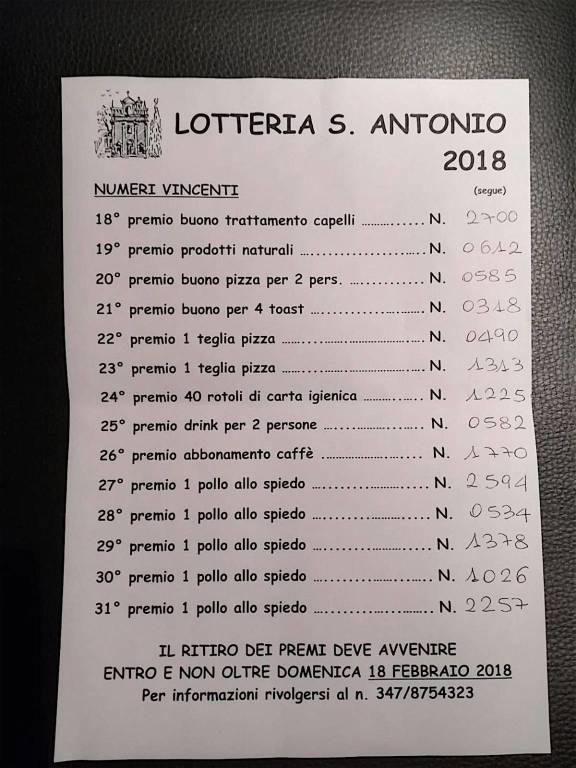 LOTTERIA S. ANTONIO
2018
NUMERI VINCENTI (segue)
18° premio buono trattamento capelli ................ N. 2700
19° premio prodotti naturali ........................ N. 0612
20° premio buono pizza per 2 pers. ................ N. 0585
21° premio buono per 4 toast ........................ N. 0318
22° premio 1 teglia pizza ........................ N. 0490
23° premio 1 teglia pizza ........................ N. 1313
24° premio 40 rotoli di carta igienica ............ N. 1225
25° premio drink per 2 persone .................... N. 0582
26° premio abbonamento caffè .................... N. 1770
27° premio 1 pollo allo spiedo .................... N. 2594
28° premio 1 pollo allo spiedo .................... N. 0534
29° premio 1 pollo allo spiedo .................... N. 1378
30° premio 1 pollo allo spiedo .................... N. 1026
31° premio 1 pollo allo spiedo .................... N. 2257
IL RITIRO DEI PREMI DEVE AVVENIRE
ENTRO E NON OLTRE DOMENICA 18 FEBBRAIO 2018
Per informazioni rivolgersi al n. 347/8754323